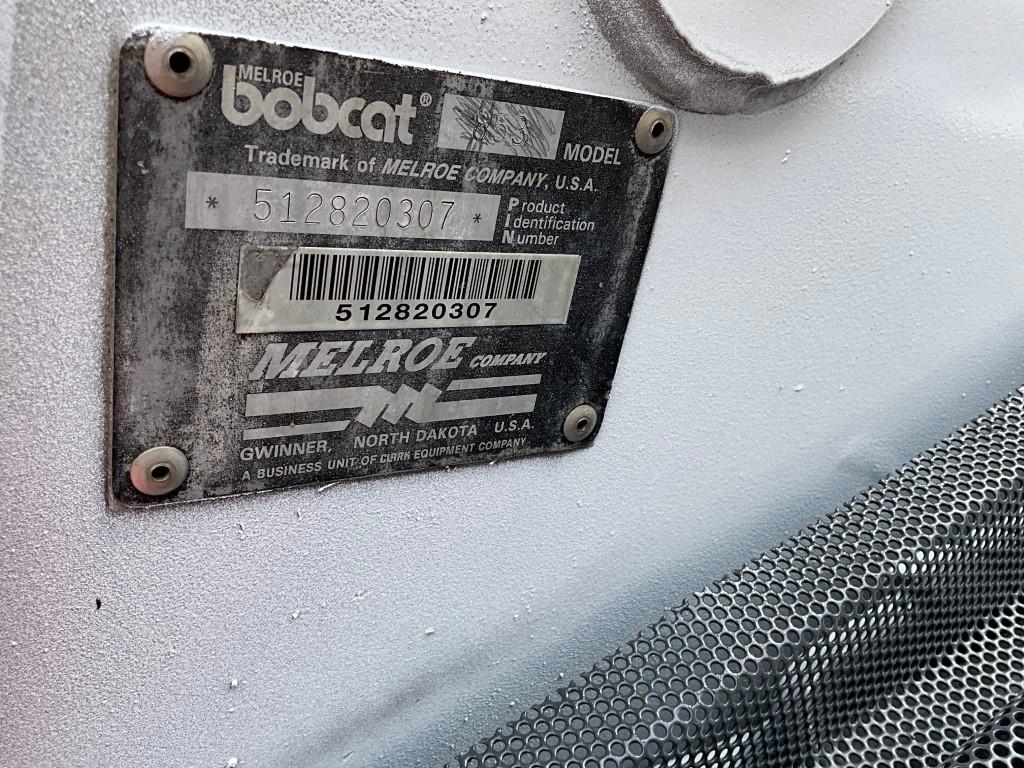 MELROE
bobcat® 853 MODEL
Trademark of MELROE COMPANY, U.S.A.
* 512820307 *
Product
Identification
Number
512820307
MELROE COMPANY
GWINNER, NORTH DAKOTA U.S.A.
A BUSINESS UNIT OF CLARK EQUIPMENT COMPANY